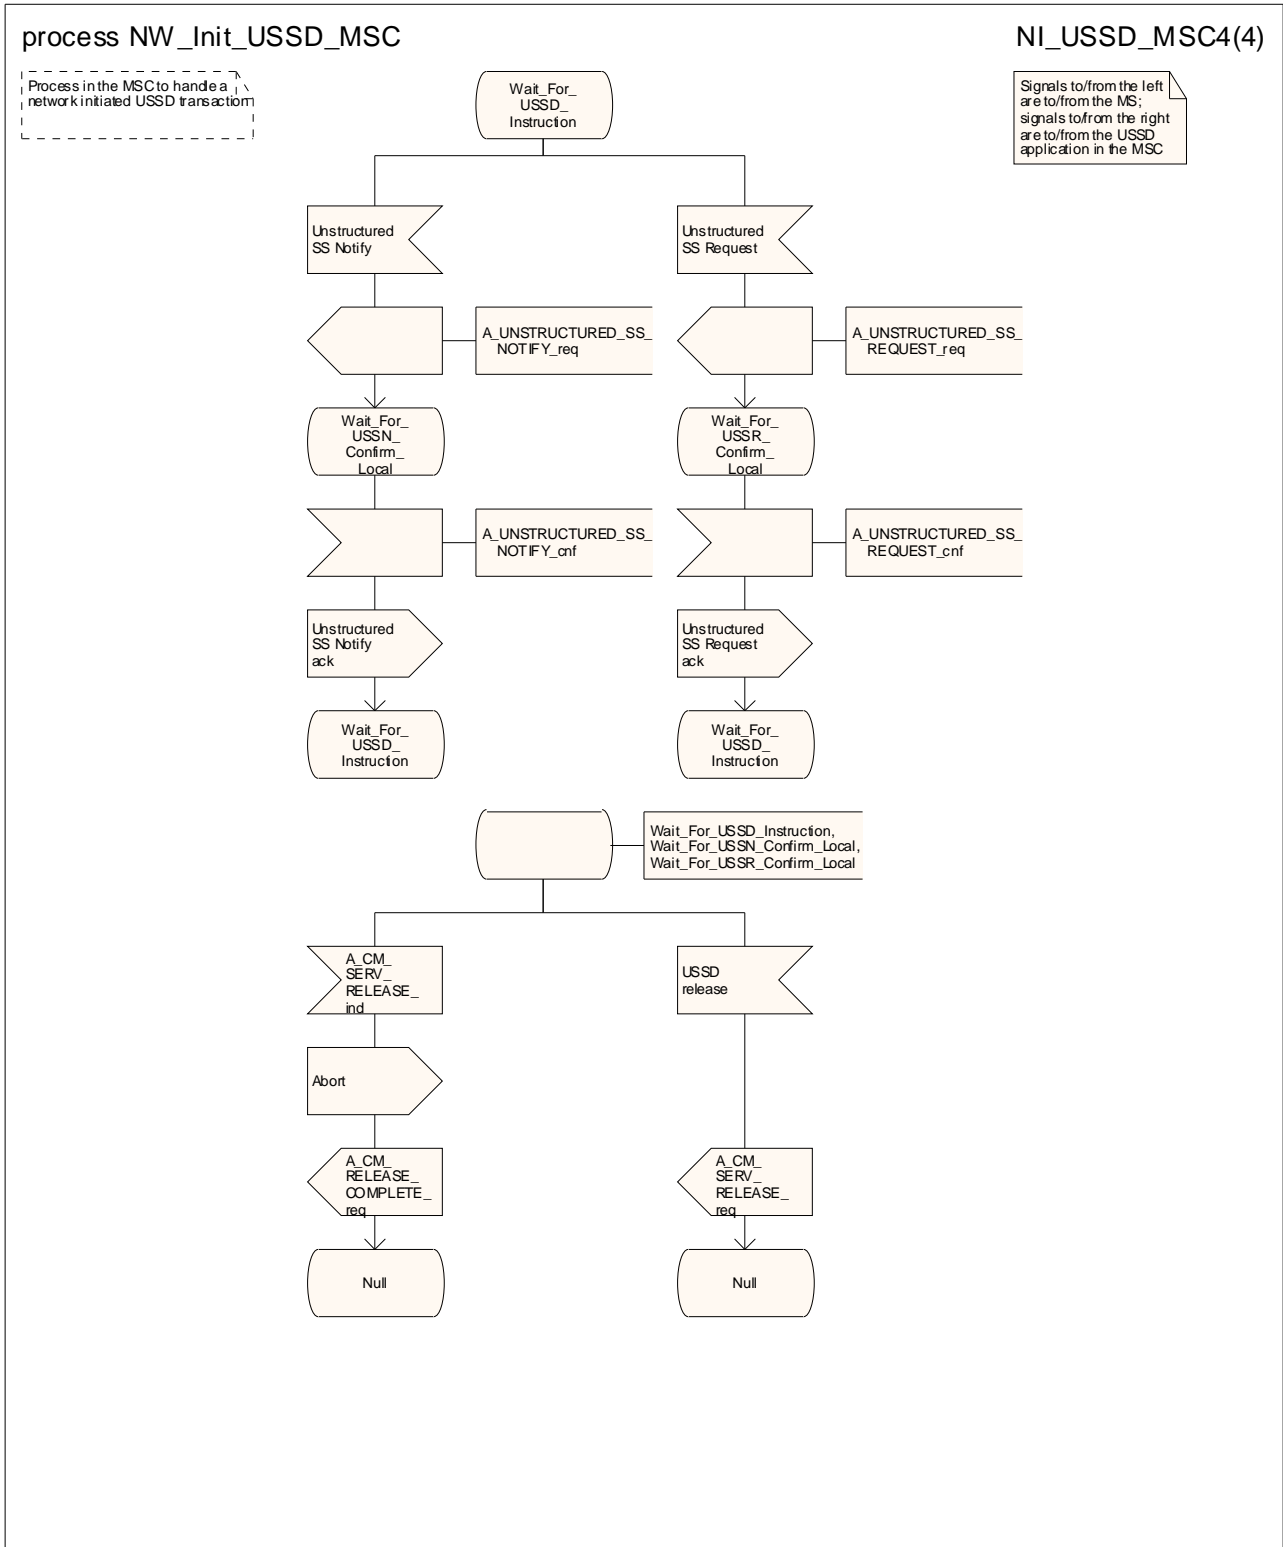 process NW_Init_USSD_MSC
NI_USSD_MSC4(4)
Process in the MSC to handle a
network initiated USSD transaction
Signals to/from the left
are to/from the MS;
signals to/from the right
are to/from the USSD
application in the MSC
Wait_For_
USSD_
Instruction
Unstructured
SS Notify
Unstructured
SS Request
A_UNSTRUCTURED_SS_
NOTIFY_req
A_UNSTRUCTURED_SS_
REQUEST_req
Wait_For_
USSN_
Confirm_
Local
Wait_For_
USSR_
Confirm_
Local
A_UNSTRUCTURED_SS_
NOTIFY_cnf
A_UNSTRUCTURED_SS_
REQUEST_cnf
Unstructured
SS Notify
ack
Unstructured
SS Request
ack
Wait_For_
USSD_
Instruction
Wait_For_
USSD_
Instruction
Wait_For_USSD_Instruction,
Wait_For_USSN_Confirm_Local,
Wait_For_USSR_Confirm_Local
A_CM_
SERV_
RELEASE_
ind
USSD
release
Abort
A_CM_
RELEASE_
COMPLETE_
req
A_CM_
SERV_
RELEASE_
req
Null
Null